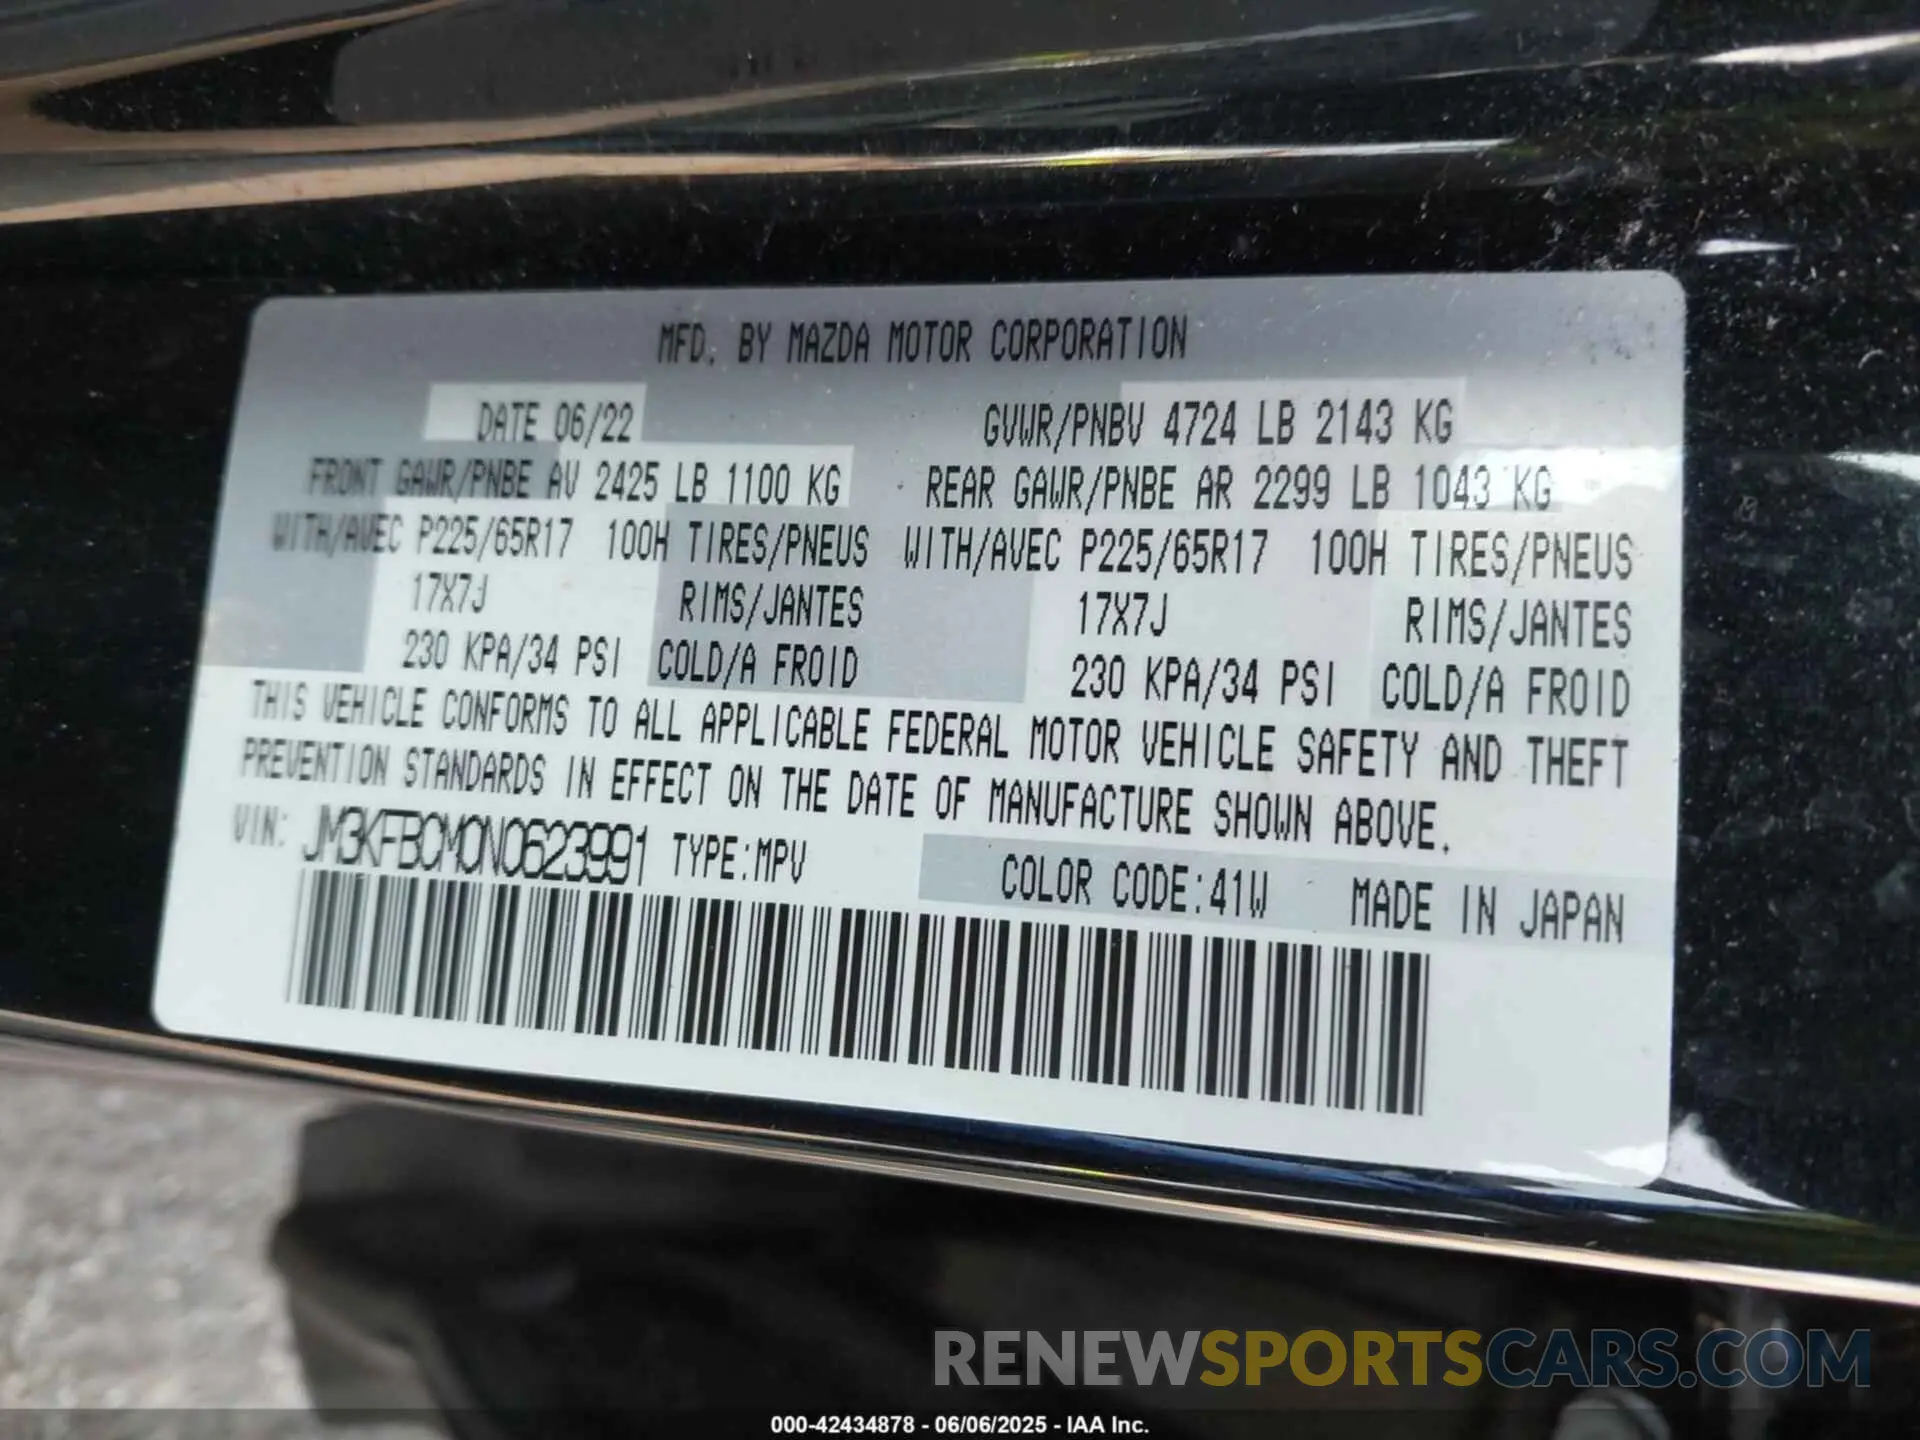 MFD. BY MAZDA MOTOR CORPORATION
DATE 06/22 GVWR/PNBV 4724 LB 2143 KG
FRONT GAWR/PNBE AV 2425 LB 1100 KG REAR GAWR/PNBE AR 2299 LB 1043 KG
WITH/AVEC P225/65R17 100H TIRES/PNEUS WITH/AVEC P225/65R17 100H TIRES/PNEUS
17X7J RIMS/JANTES 17X7J RIMS/JANTES
230 KPA/34 PSI COLD/A FROID 230 KPA/34 PSI COLD/A FROID
THIS VEHICLE CONFORMS TO ALL APPLICABLE FEDERAL MOTOR VEHICLE SAFETY AND THEFT
PREVENTION STANDARDS IN EFFECT ON THE DATE OF MANUFACTURE SHOWN ABOVE.
VIN: JM3KFBCM0N0623991 TYPE:MPV COLOR CODE:41W MADE IN JAPAN
RENEWSPORTSCARS.COM
000-42434878 - 06/06/2025 - IAA Inc.